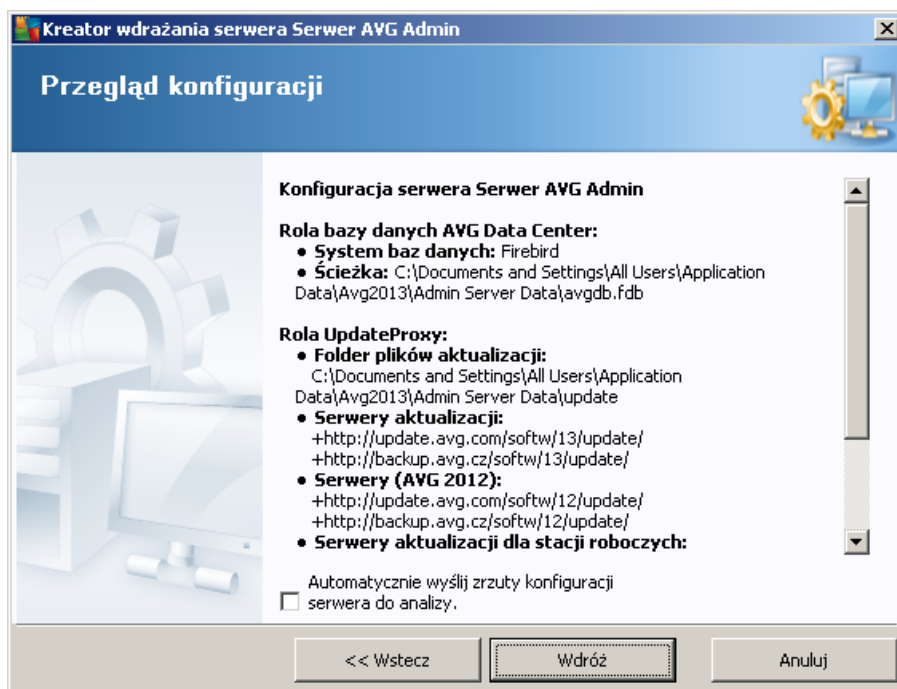 Kreator wdrażania serwera Serwer AVG Admin
Przegląd konfiguracji
Konfiguracja serwera Serwer AVG Admin
Rola bazy danych AVG Data Center:
• System baz danych: Firebird
• Ścieżka: C:\Documents and Settings\All Users\Application
Data\Avg2013\Admin Server Data\avgdb.fdb
Rola UpdateProxy:
• Folder plików aktualizacji:
C:\Documents and Settings\All Users\Application
Data\Avg2013\Admin Server Data\update
• Serwery aktualizacji:
+http://update.avg.com/softw/13/update/
+http://backup.avg.cz/softw/13/update/
• Serwery (AVG 2012):
+http://update.avg.com/softw/12/update/
+http://backup.avg.cz/softw/12/update/
• Serwery aktualizacji dla stacji roboczych:
Automatycznie wyślij zrzuty konfiguracji
serwera do analizy.
<< Wstecz
Wdróż
Anuluj